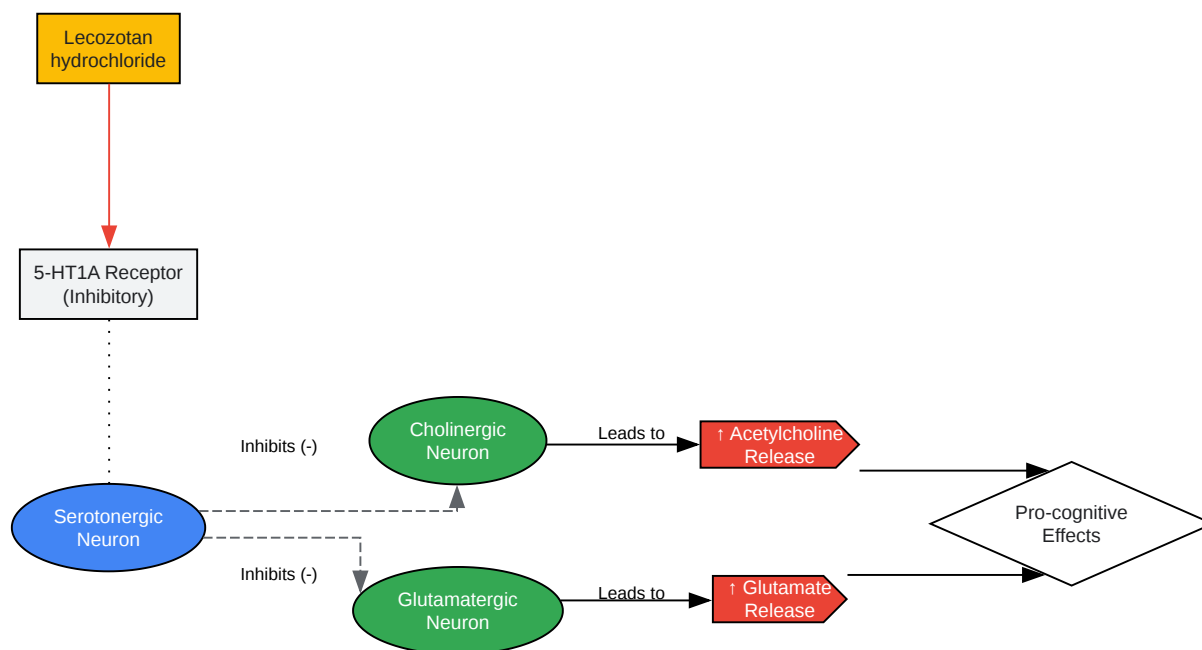 Lecozotan
hydrochloride
5-HT1A Receptor
(Inhibitory)
Inhibits (-)
Cholinergic
Neuron
Leads to
↑ Acetylcholine
Release
Serotonergic
Neuron
Pro-cognitive
Effects
Inhibits (-)
Glutamatergic
Neuron
Leads to
↑ Glutamate
Release